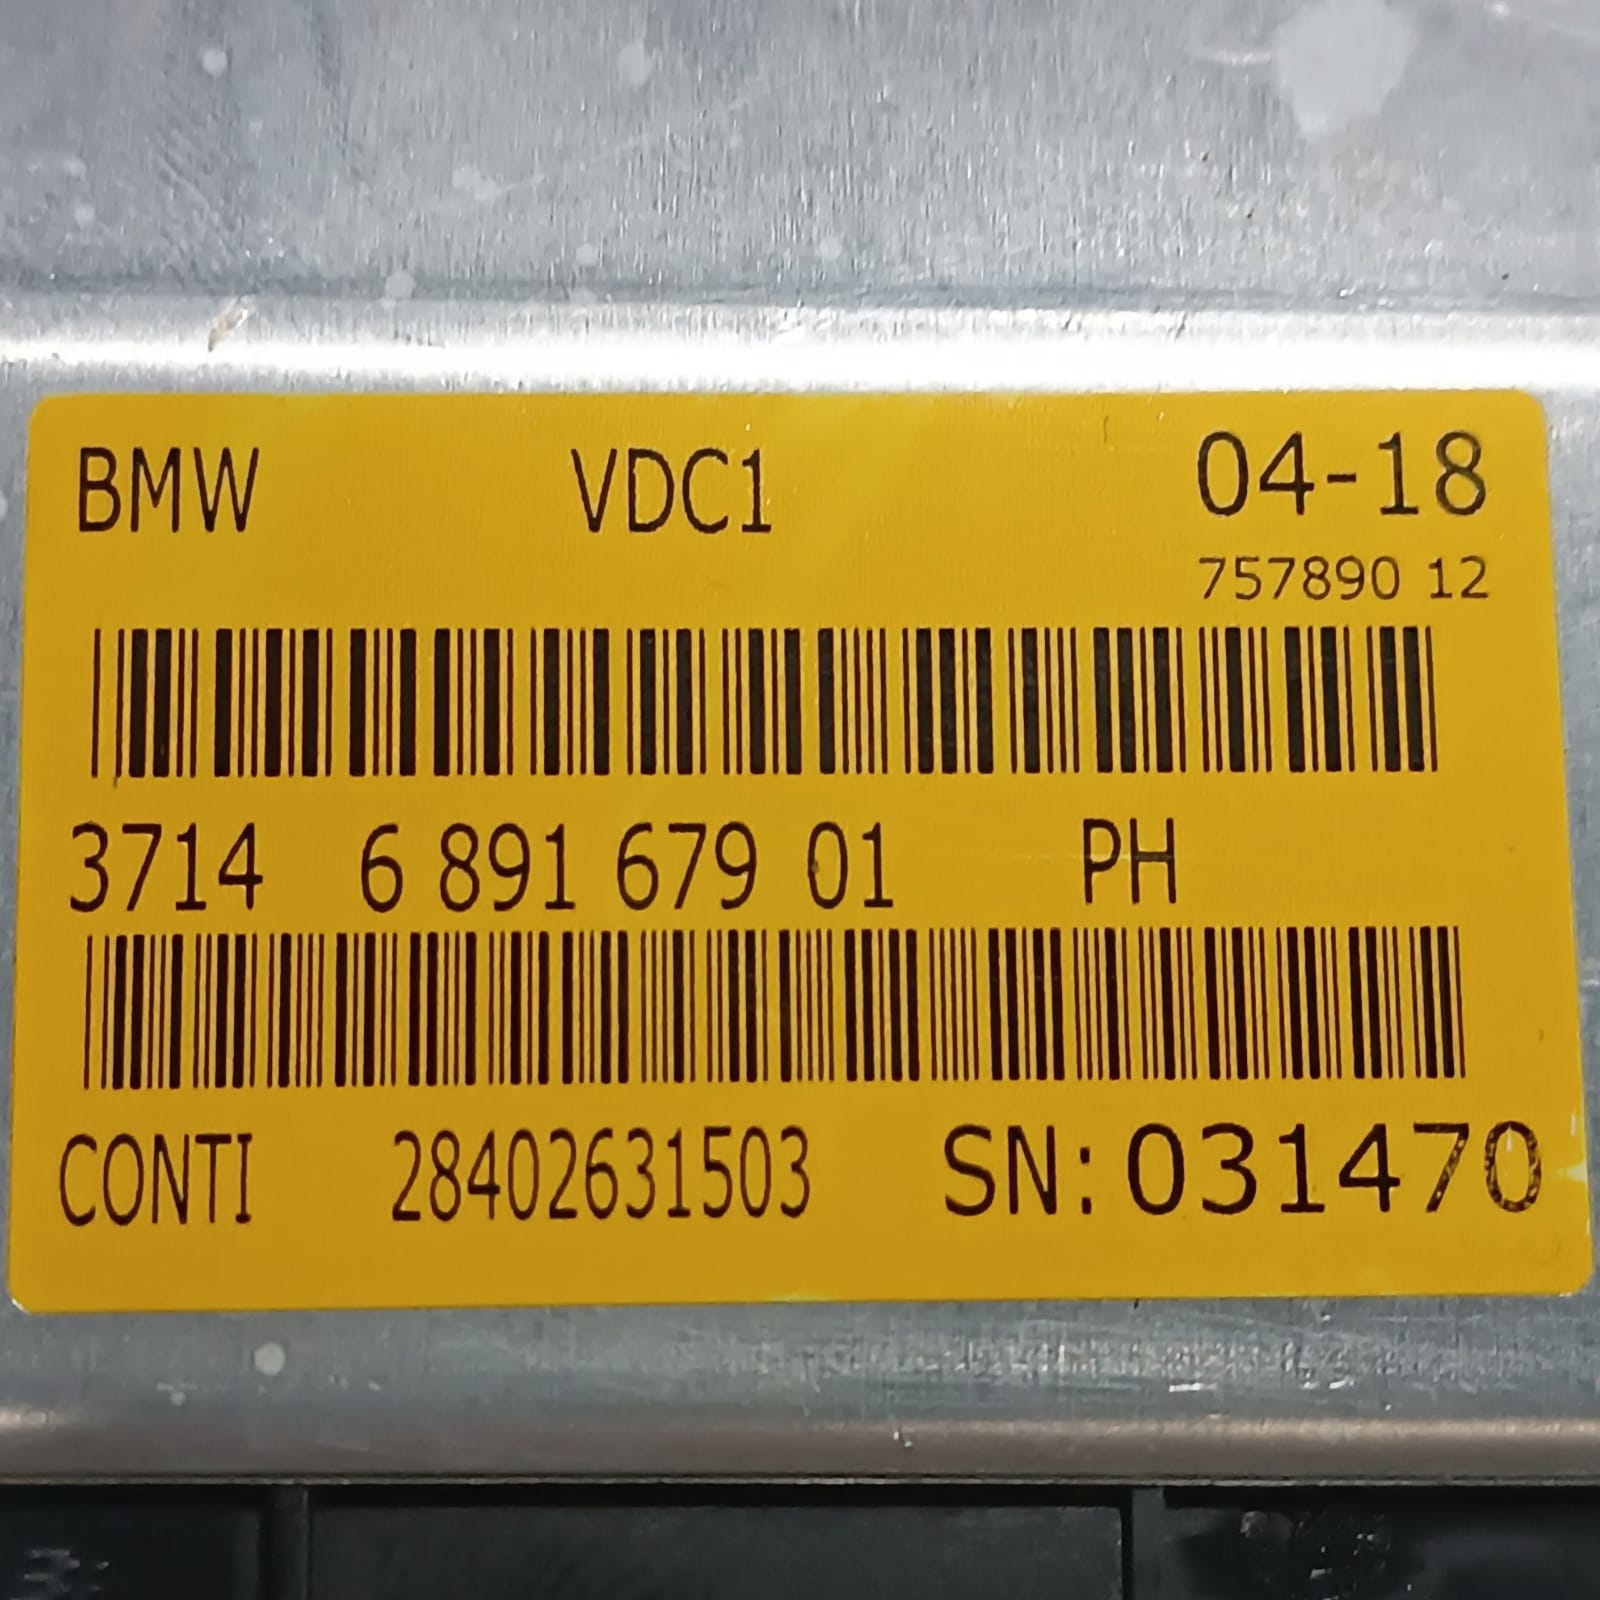 BMW VDC1 04-18
757890 12
3714 6 891 679 01 PH
CONTI 28402631503 SN: 031470